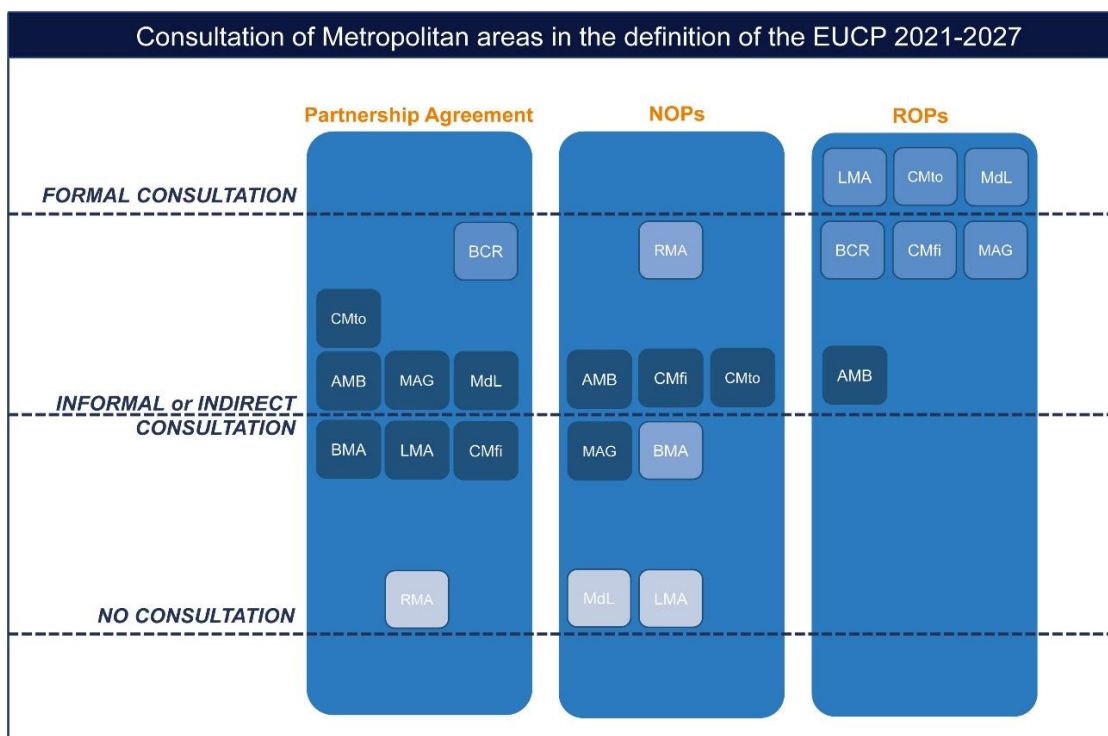 Consultation of Metropolitan areas in the definition of the EUCP 2021-2027
Partnership Agreement NOPs ROPs
LMA CMto MdL
FORMAL CONSULTATION
BCR RMA BCR CMfi MAG
CMto
AMB MAG MdL AMB CMfi CMto AMB
INFORMAL or INDIRECT
CONSULTATION
BMA LMA CMfi MAG BMA
RMA MdL LMA
NO CONSULTATION